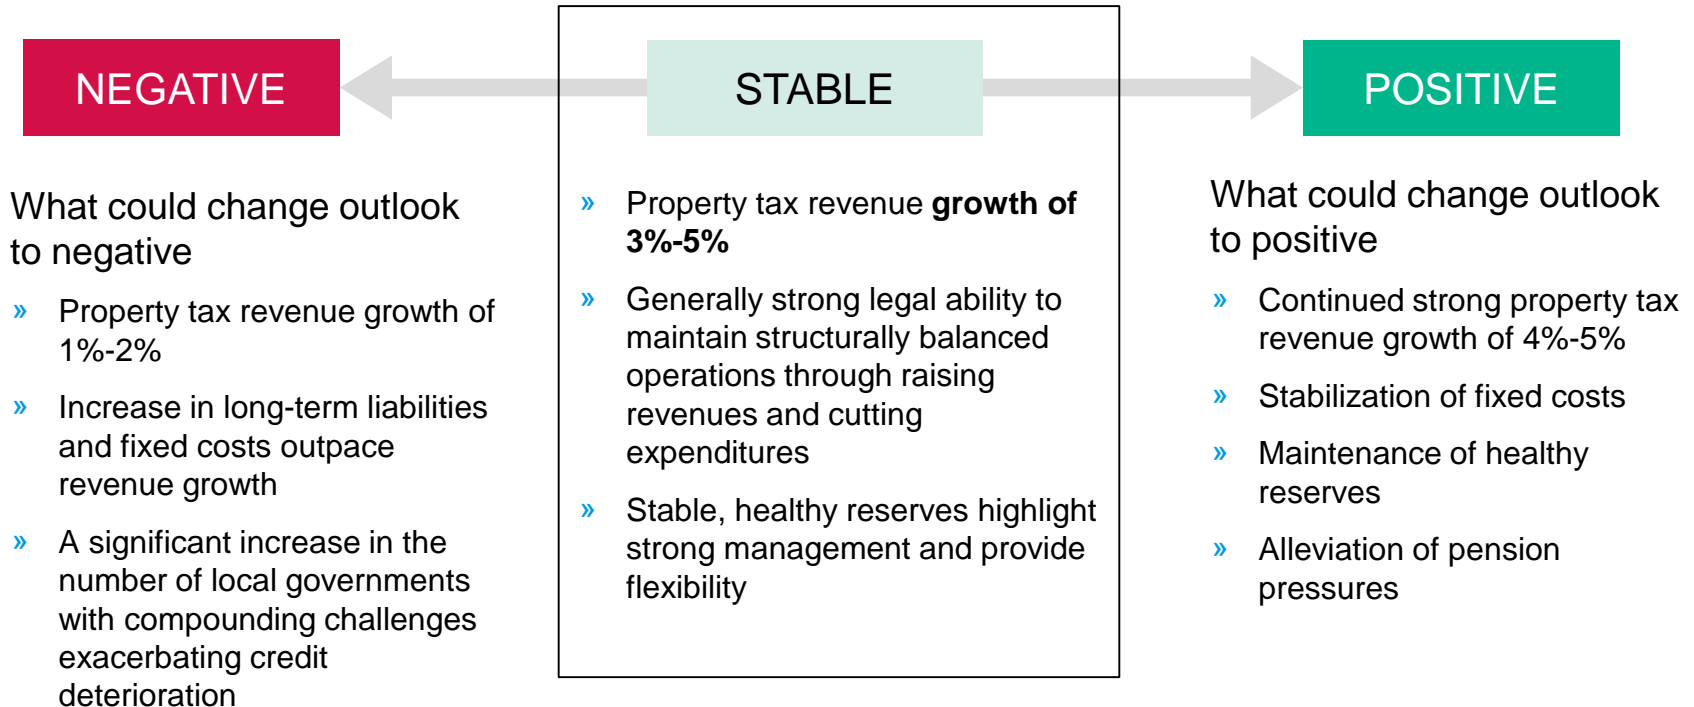 NEGATIVE
STABLE
POSITIVE
What could change outlook
to negative
» Property tax revenue growth of
1%-2%
» Increase in long-term liabilities
and fixed costs outpace
revenue growth
» A significant increase in the
number of local governments
with compounding challenges
exacerbating credit
deterioration
» Property tax revenue growth of
3%-5%
» Generally strong legal ability to
maintain structurally balanced
operations through raising
revenues and cutting
expenditures
» Stable, healthy reserves highlight
strong management and provide
flexibility
What could change outlook
to positive
» Continued strong property tax
revenue growth of 4%-5%
» Stabilization of fixed costs
» Maintenance of healthy
reserves
» Alleviation of pension
pressures